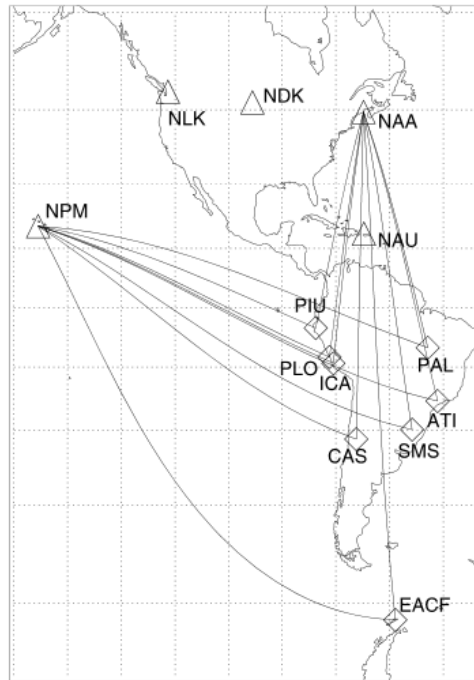 NDK
NLK
NAA
NPM
NAU
PIU
PLO
ICA
PAL
ATI
CAS
SMS
EACF